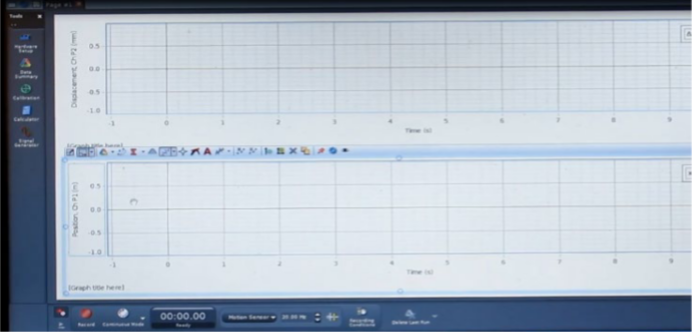 Page #1
Tools
Hardware
Setup
Data
Summary
Calibration
Calculator
Signal
Generator
Displacement, Ch P2 (mm)
0.5
0.0
-0.5
-1.0
-1 0 1 2 3 4 5 6 7 8 9
Time (s)
[Graph title here]
Position, Ch P1 (m)
0.5
0.0
-0.5
-1.0
-1 0 1 2 3 4 5 6 7 8 9
Time (s)
[Graph title here]
Record
Continuous Mode
00:00.00
Ready
Motion Sensor
20.00 Hz
Recording
Conditions
Delete Last Run